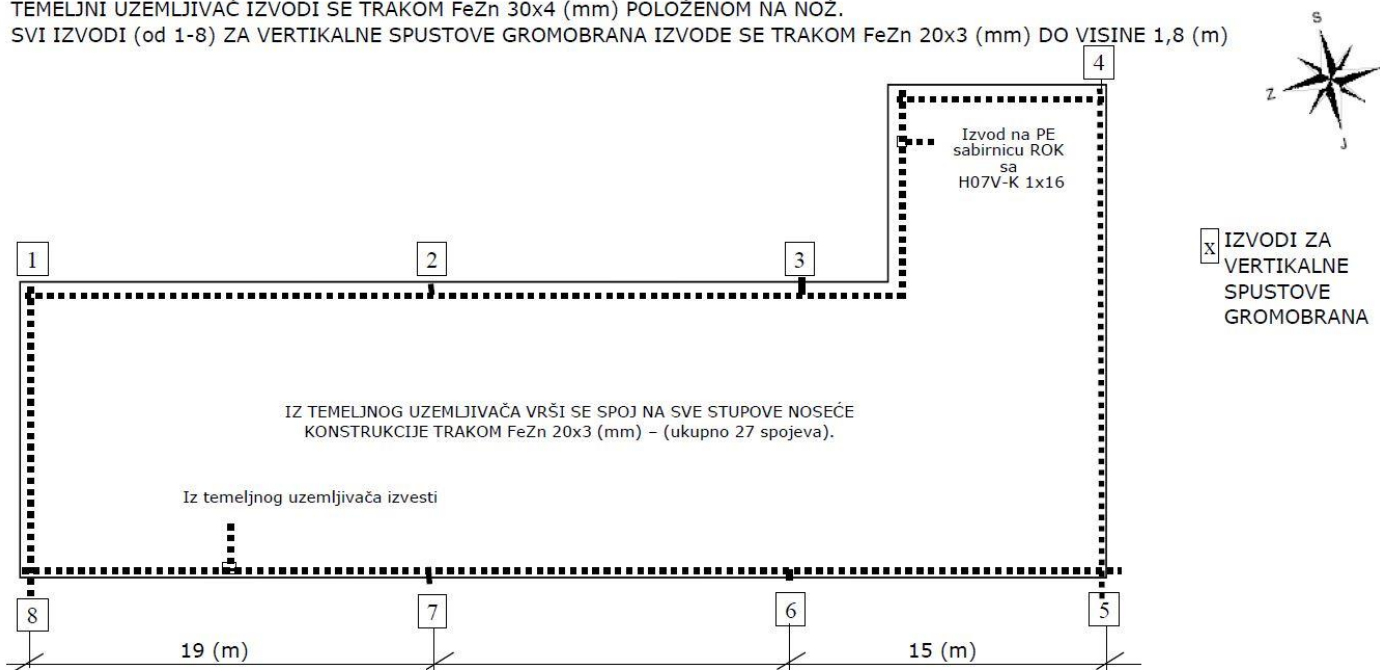 TEMELJNI UZEMLJIVAČ IZVODI SE TRAKOM FeZn 30x4 (mm) POLOŽENOM NA NOŽ.
SVI IZVODI (od 1-8) ZA VERTIKALNE SPUSTOVE GROMOBRANA IZVODE SE TRAKOM FeZn 20x3 (mm) DO VISINE 1,8 (m)
S
Z
J
4
Izvod na PE
sabirnicu ROK
sa
H07V-K 1x16
1
2
3
x IZVODI ZA
VERTIKALNE
SPUSTOVE
GROMOBRANA
IZ TEMELJNOG UZEMLJIVAČA VRŠI SE SPOJ NA SVE STUPOVE NOSEĆE
KONSTRUKCIJE TRAKOM FeZn 20x3 (mm) – (ukupno 27 spojeva).
Iz temeljnog uzemljivača izvesti
8
7
6
5
19 (m)
15 (m)